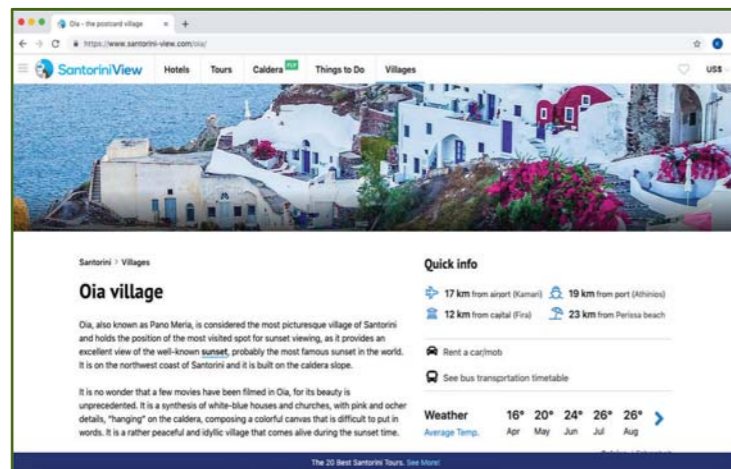 Oia - the postcard village
https://www.santorini-view.com/oia/
SantoriniView Hotels Tours Caldera FLY Things to Do Villages US$
Santorini > Villages
Oia village
Oia, also known as Pano Meria, is considered the most picturesque village of Santorini
and holds the position of the most visited spot for sunset viewing, as it provides an
excellent view of the well-known sunset, probably the most famous sunset in the world.
It is on the northwest coast of Santorini and it is built on the caldera slope.
It is no wonder that a few movies have been filmed in Oia, for its beauty is
unprecedented. It is a synthesis of white-blue houses and churches, with pink and ocher
details, "hanging" on the caldera, composing a colorful canvas that is difficult to put in
words. It is a rather peaceful and idyllic village that comes alive during the sunset time.
Quick info
17 km from airport (Kamari) 19 km from port (Athinios)
12 km from capital (Fira) 23 km from Perissa beach
Rent a car/mob
See bus transprtation timetable
Weather 16° 20° 24° 26° 26°
Average Temp. Apr May Jun Jul Aug
The 20 Best Santorini Tours. See More!